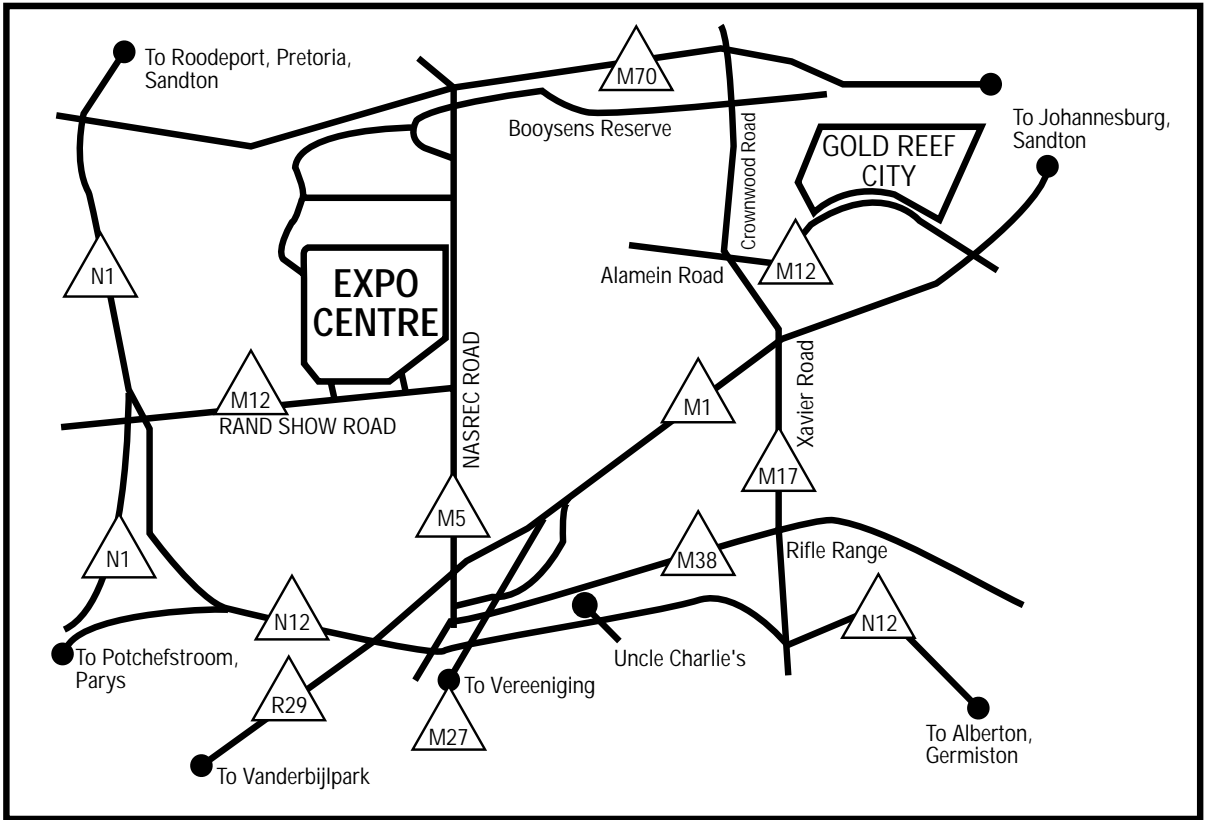 To Roodeport, Pretoria,
Sandton
M70
Booysens Reserve
Crownwood Road
GOLD REEF
CITY
To Johannesburg,
Sandton
N1
Alamein Road
M12
EXPO
CENTRE
M12
RAND SHOW ROAD
NASREC ROAD
M1
Xavier Road
M17
M5
N1
M38
Rifle Range
N12
N12
Uncle Charlie's
To Potchefstroom,
Parys
R29
To Vereeniging
M27
To Alberton,
Germiston
To Vanderbijlpark